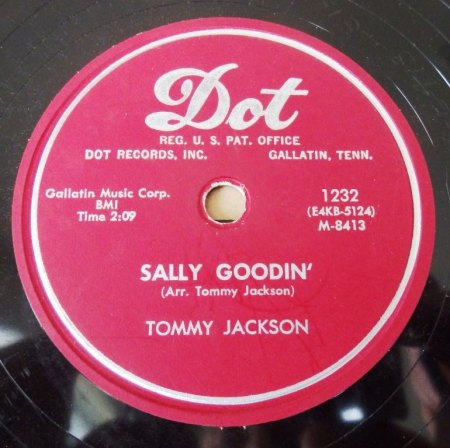 Dot
REG. U. S. PAT. OFFICE
DOT RECORDS, INC. GALLATIN, TENN.
Gallatin Music Corp.
BMI
Time 2:09
1232
(E4KB-5124)
M-8413
SALLY GOODIN'
(Arr. Tommy Jackson)
TOMMY JACKSON